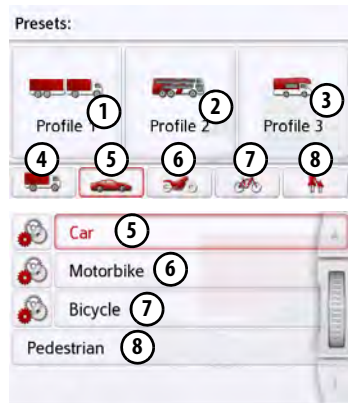 Presets:
1 2 3
Profile 1 Profile 2 Profile 3
4 5 6 7 8
Car 5
Motorbike 6
Bicycle 7
Pedestrian 8